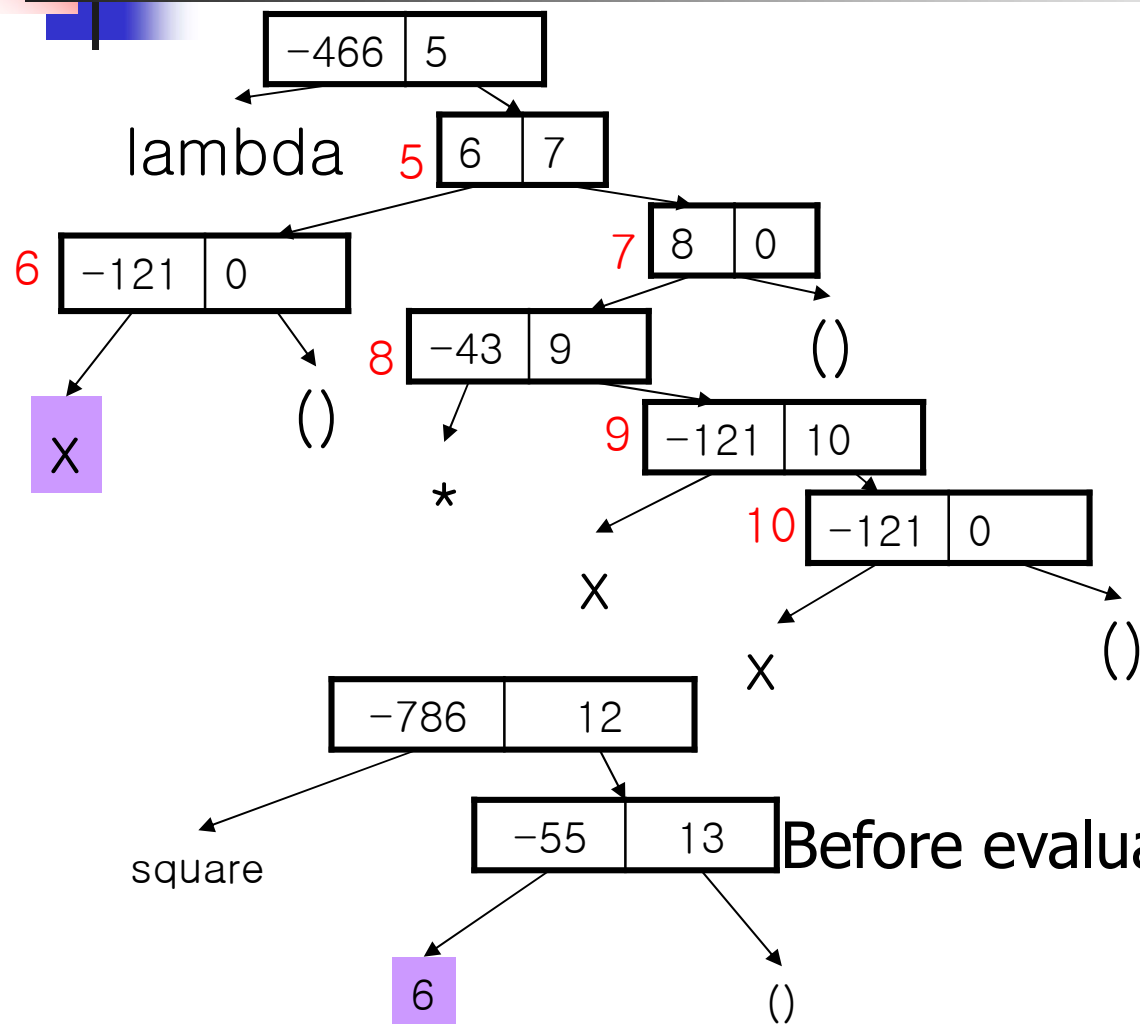 -466 5
lambda
5 6 7
7 8 0
6 -121 0
8 -43 9
()
x
()
9 -121 10
*
10 -121 0
x
x
()
-786 12
square
-55 13
Before evalua
6
()